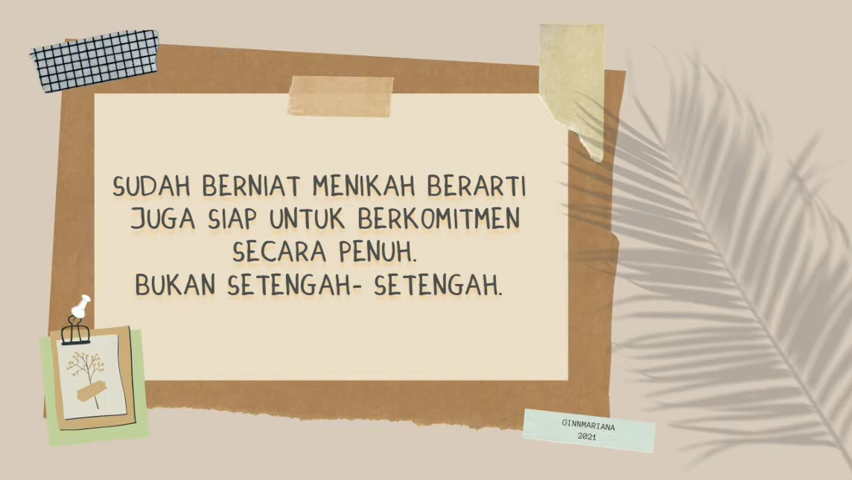 SUDAH BERNIAT MENIKAH BERARTI
JUGA SIAP UNTUK BERKOMITMEN
SECARA PENUH.
BUKAN SETENGAH- SETENGAH.
GINNMARIANA
2021